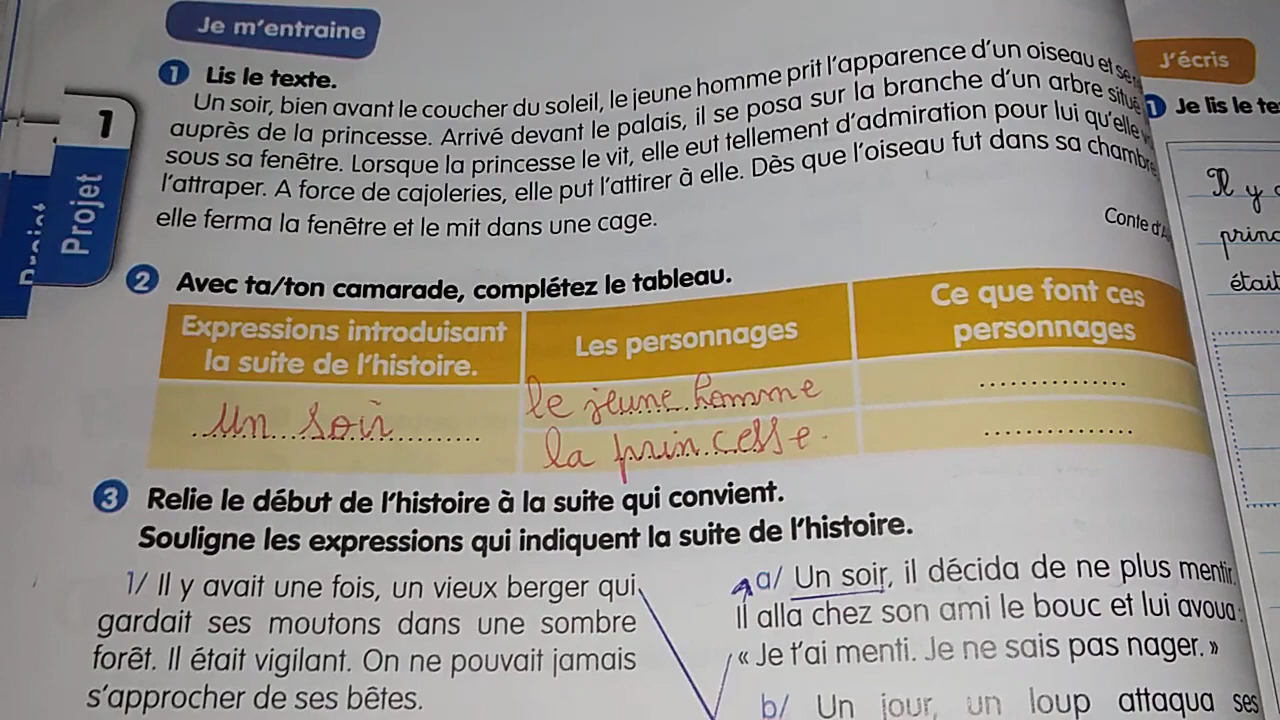 Je m'entraine
1 Lis le texte.
Un soir, bien avant le coucher du soleil, le jeune homme prit l'apparence d'un oiseau et se
auprès de la princesse. Arrivé devant le palais, il se posa sur la branche d'un arbre situé
sous sa fenêtre. Lorsque la princesse le vit, elle eut tellement d'admiration pour lui qu'elle
l'attraper. A force de cajoleries, elle put l'attirer à elle. Dès que l'oiseau fut dans sa chambre
elle ferma la fenêtre et le mit dans une cage.
Conte
1
Projet
Projet
2 Avec ta/ton camarade, complétez le tableau.
Expressions introduisant
la suite de l'histoire.
Les personnages
Ce que font ces
personnages
un soir
le jeune homme
la princesse.
3 Relie le début de l'histoire à la suite qui convient.
Souligne les expressions qui indiquent la suite de l'histoire.
1/ Il y avait une fois, un vieux berger qui
gardait ses moutons dans une sombre
forêt. Il était vigilant. On ne pouvait jamais
s'approcher de ses bêtes.
a/ Un soir, il décida de ne plus mentir.
Il alla chez son ami le bouc et lui avoua :
« Je t'ai menti. Je ne sais pas nager. »
b/ Un jour, un loup attaqua ses
J'écris
1 Je lis le
Il y
était